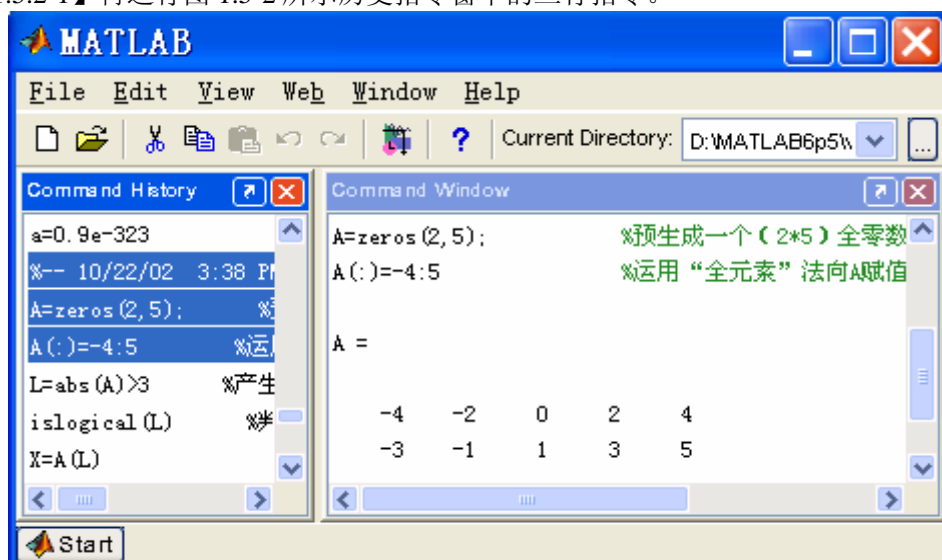 MATLAB
File Edit View Web Window Help
? Current Directory: D:\MATLAB6p5\w ...
Command History
a=0.9e-323
%-- 10/22/02 3:38 P
A=zeros(2,5);
A(:)=-4:5 %运
L=abs(A)>3 %产生
islogical(L)
X=A(L)
Command Window
A=zeros(2,5); %预生成一个(2*5)全零数
A(:)=-4:5 %运用“全元素”法向A赋值
A =
-4 -2 0 2 4
-3 -1 1 3 5
Start